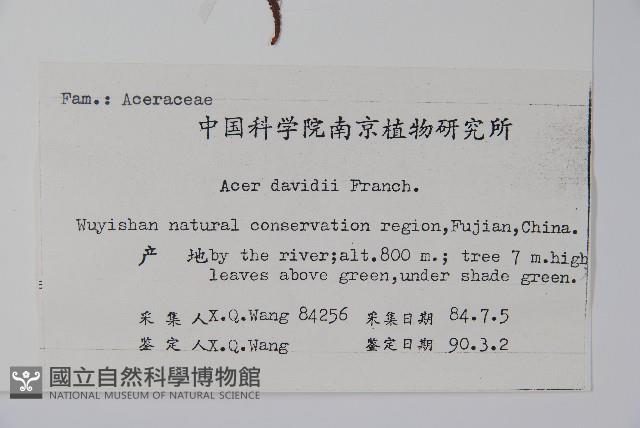 Fam.: Aceraceae
中国科学院南京植物研究所
Acer davidii Franch.
Wuyishan natural conservation region,Fujian,China.
产 地by the river;alt.800 m.; tree 7 m.high
leaves above green,under shade green.
采 集 人X.Q.Wang 84256 采集日期 84.7.5
鉴 定 人X.Q.Wang 鉴定日期 90.3.2
國立自然科學博物館
NATIONAL MUSEUM OF NATURAL SCIENCE